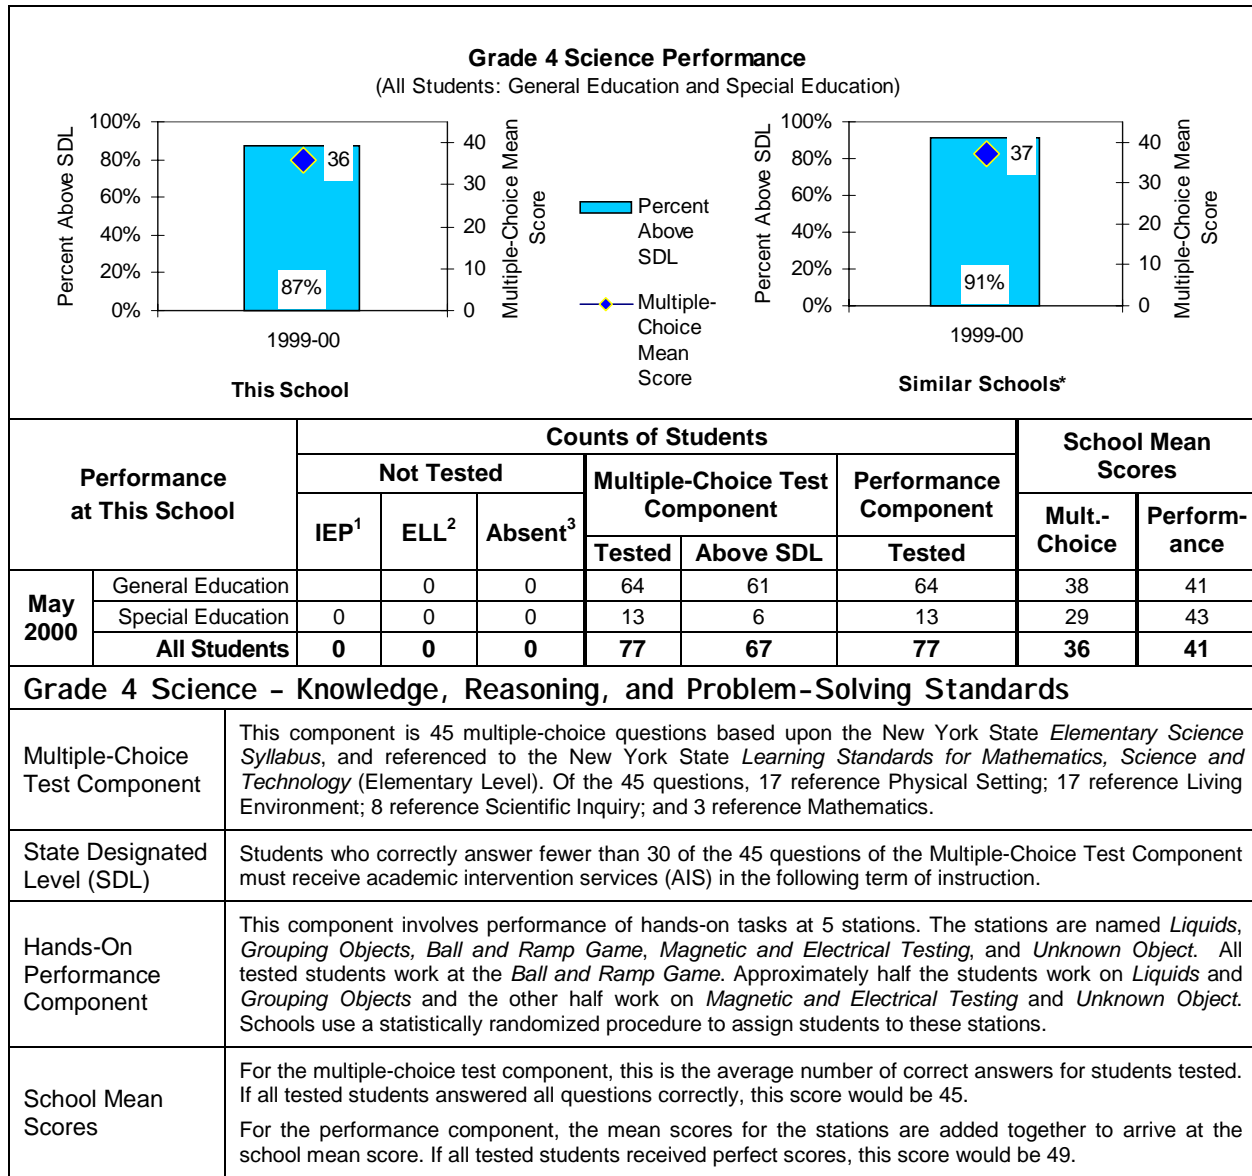 Grade 4 Science Performance
(All Students: General Education and Special Education)
Percent Above SDL
100%
80%
60%
40%
20%
0%
36
87%
40
30
20
10
0
Multiple-Choice Mean Score
1999-00
This School
Percent
Above
SDL
Multiple-
Choice
Mean
Score
Percent Above SDL
100%
80%
60%
40%
20%
0%
37
91%
40
30
20
10
0
Multiple-Choice Mean Score
1999-00
Similar Schools*
Performance
at This School
Counts of Students
School Mean
Scores
Not Tested
Multiple-Choice Test
Component
Performance
Component
IEP1 ELL2 Absent3
Mult.-
Choice
Perform-
ance
Tested Above SDL Tested
May
2000
General Education 0 0 64 61 64 38 41
Special Education 0 0 0 13 6 13 29 43
All Students 0 0 0 77 67 77 36 41
Grade 4 Science – Knowledge, Reasoning, and Problem-Solving Standards
Multiple-Choice
Test Component
This component is 45 multiple-choice questions based upon the New York State Elementary Science
Syllabus, and referenced to the New York State Learning Standards for Mathematics, Science and
Technology (Elementary Level). Of the 45 questions, 17 reference Physical Setting; 17 reference Living
Environment; 8 reference Scientific Inquiry; and 3 reference Mathematics.
State Designated
Level (SDL)
Students who correctly answer fewer than 30 of the 45 questions of the Multiple-Choice Test Component
must receive academic intervention services (AIS) in the following term of instruction.
Hands-On
Performance
Component
This component involves performance of hands-on tasks at 5 stations. The stations are named Liquids,
Grouping Objects, Ball and Ramp Game, Magnetic and Electrical Testing, and Unknown Object. All
tested students work at the Ball and Ramp Game. Approximately half the students work on Liquids and
Grouping Objects and the other half work on Magnetic and Electrical Testing and Unknown Object.
Schools use a statistically randomized procedure to assign students to these stations.
School Mean
Scores
For the multiple-choice test component, this is the average number of correct answers for students tested.
If all tested students answered all questions correctly, this score would be 45.
For the performance component, the mean scores for the stations are added together to arrive at the
school mean score. If all tested students received perfect scores, this score would be 49.